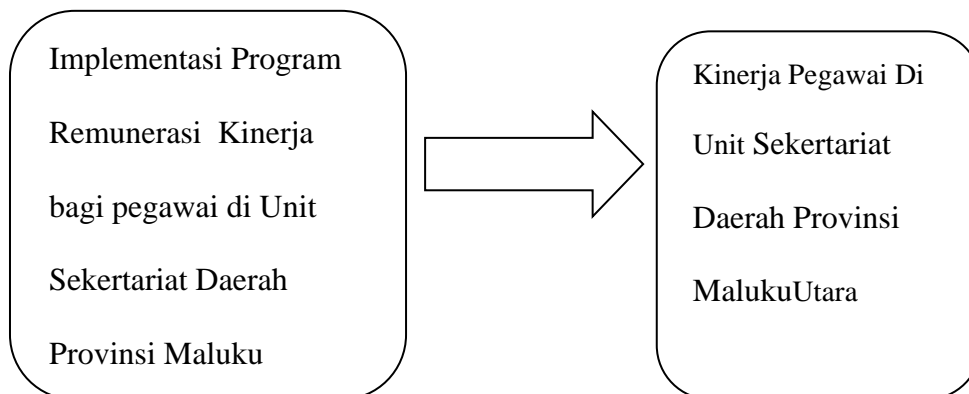 Implementasi Program
Remunerasi Kinerja
bagi pegawai di Unit
Sekertariat Daerah
Provinsi Maluku
Kinerja Pegawai Di
Unit Sekertariat
Daerah Provinsi
MalukuUtara